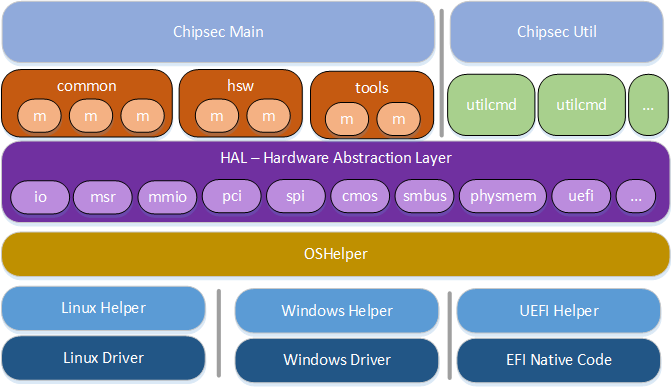 Chipsec Main
Chipsec Util
common
hsw
tools
m m m
m m
m m
utilcmd
utilcmd
...
HAL – Hardware Abstraction Layer
io msr mmio pci spi cmos smbus physmem uefi ...
OSHelper
Linux Helper
Windows Helper
UEFI Helper
Linux Driver
Windows Driver
EFI Native Code